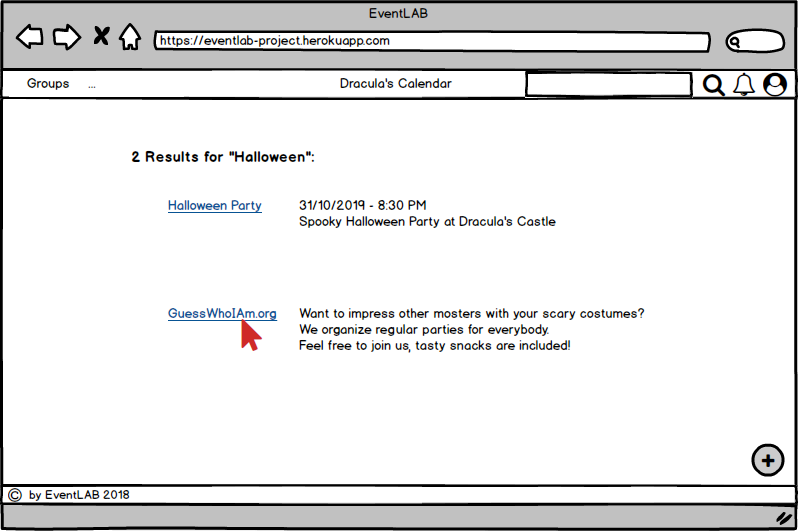 EventLAB
https://eventlab-project.herokuapp.com
Groups ... Dracula's Calendar
2 Results for "Halloween":
Halloween Party 31/10/2019 - 8:30 PM
Spooky Halloween Party at Dracula's Castle
GuessWhoIAm.org Want to impress other mosters with your scary costumes?
We organize regular parties for everybody.
Feel free to join us, tasty snacks are included!
© by EventLAB 2018